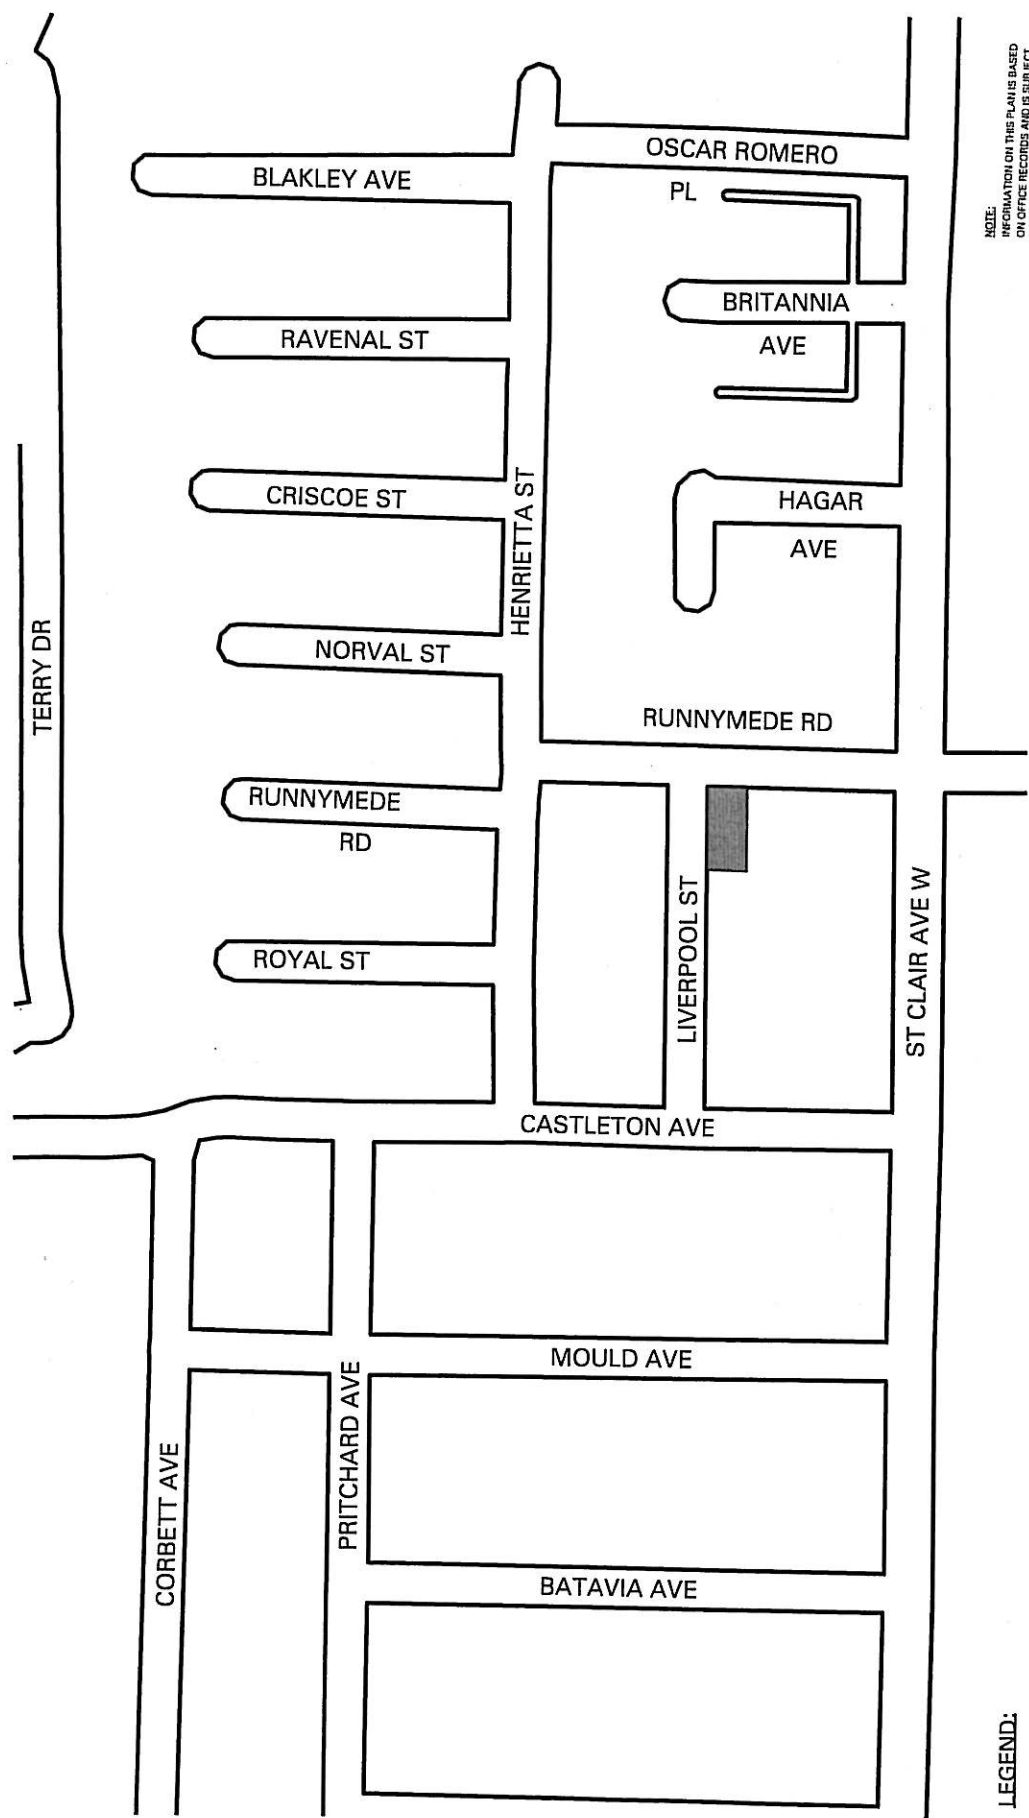 OSCAR ROMERO
PL
BLAKLEY AVE
BRITANNIA
AVE
RAVENAL ST
CRISCOE ST
HAGAR
AVE
HENRIETTA ST
TERRY DR
NORVAL ST
RUNNYMEDE RD
RUNNYMEDE
RD
LIVERPOOL ST
ST CLAIR AVE W
ROYAL ST
CASTLETON AVE
MOULD AVE
PRITCHARD AVE
CORBETT AVE
BATAVIA AVE
NOTE:
INFORMATION ON THIS PLAN IS BASED
ON OFFICE RECORDS AND IS SUBJECT
LEGEND: